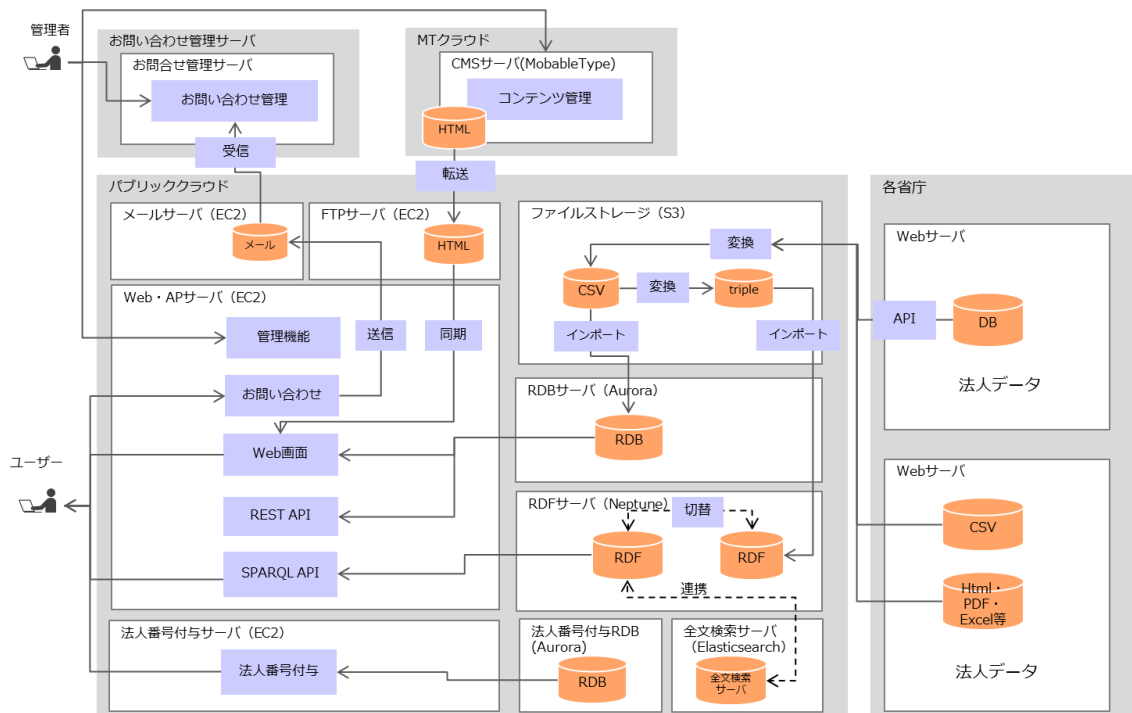 管理者
お問い合わせ管理サーバ
お問合せ管理サーバ
お問い合わせ管理
受信
MTクラウド
CMSサーバ(MobableType)
コンテンツ管理
HTML
転送
パブリッククラウド
メールサーバ（EC2）
メール
FTPサーバ（EC2）
HTML
Web・APサーバ（EC2）
管理機能
送信
同期
お問い合わせ
Web画面
REST API
SPARQL API
ユーザー
法人番号付与サーバ（EC2）
法人番号付与
ファイルストレージ（S3）
変換
CSV
変換
triple
インポート
インポート
RDBサーバ（Aurora）
RDB
RDFサーバ（Neptune）
切替
RDF
RDF
連携
法人番号付与RDB
(Aurora)
RDB
全文検索サーバ
（Elasticsearch）
全文検索
サーバ
各省庁
Webサーバ
API
DB
法人データ
Webサーバ
CSV
Html・
PDF・
Excel等
法人データ